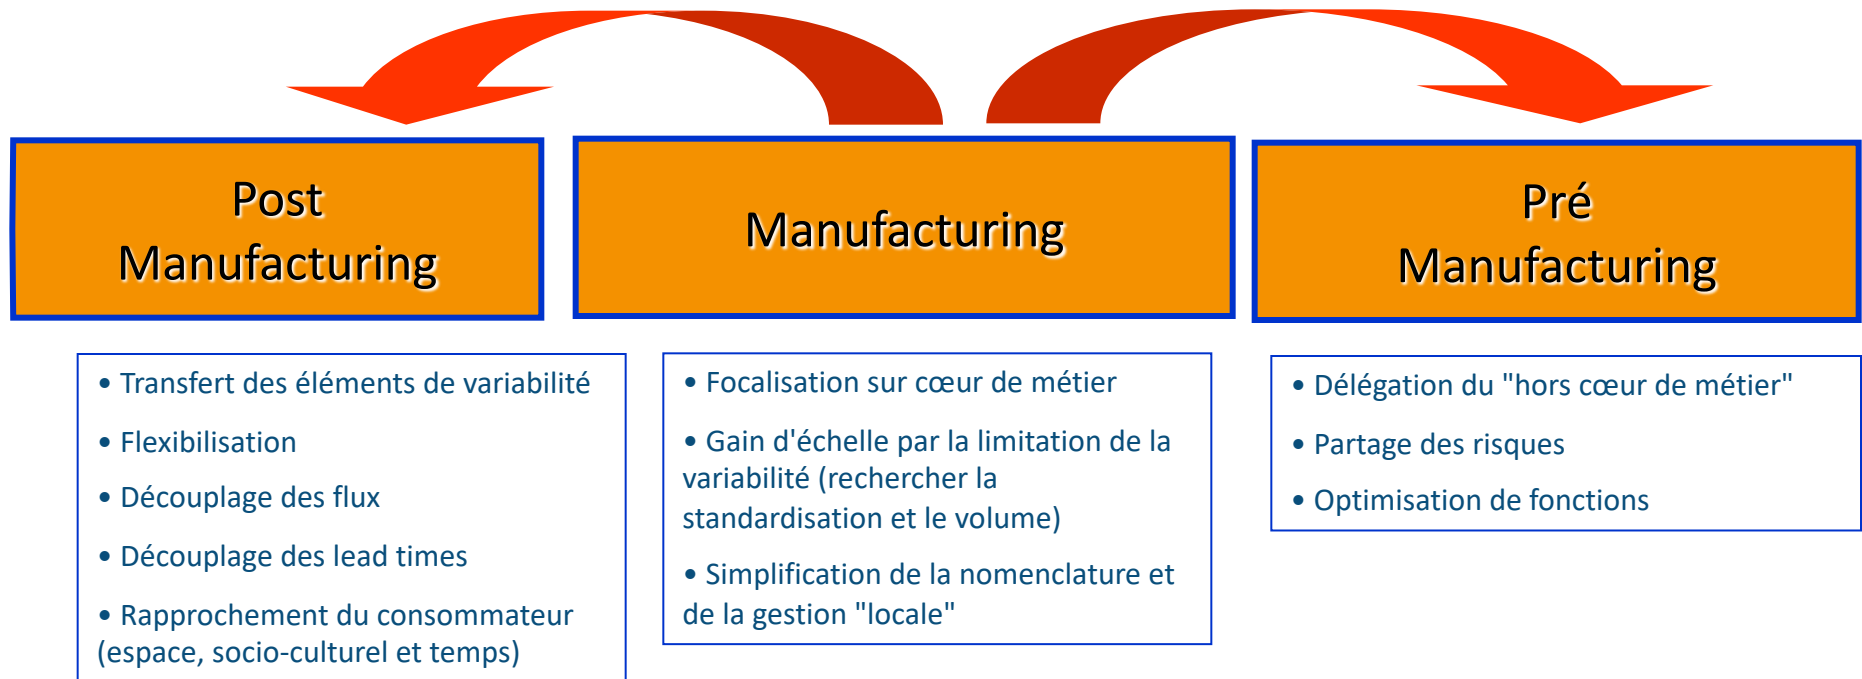 Post
Manufacturing
Manufacturing
Pré
Manufacturing
• Transfert des éléments de variabilité
• Flexibilisation
• Découplage des flux
• Découplage des lead times
• Rapprochement du consommateur
(espace, socio-culturel et temps)
• Focalisation sur cœur de métier
• Gain d'échelle par la limitation de la
variabilité (rechercher la
standardisation et le volume)
• Simplification de la nomenclature et
de la gestion "locale"
• Délégation du "hors cœur de métier"
• Partage des risques
• Optimisation de fonctions